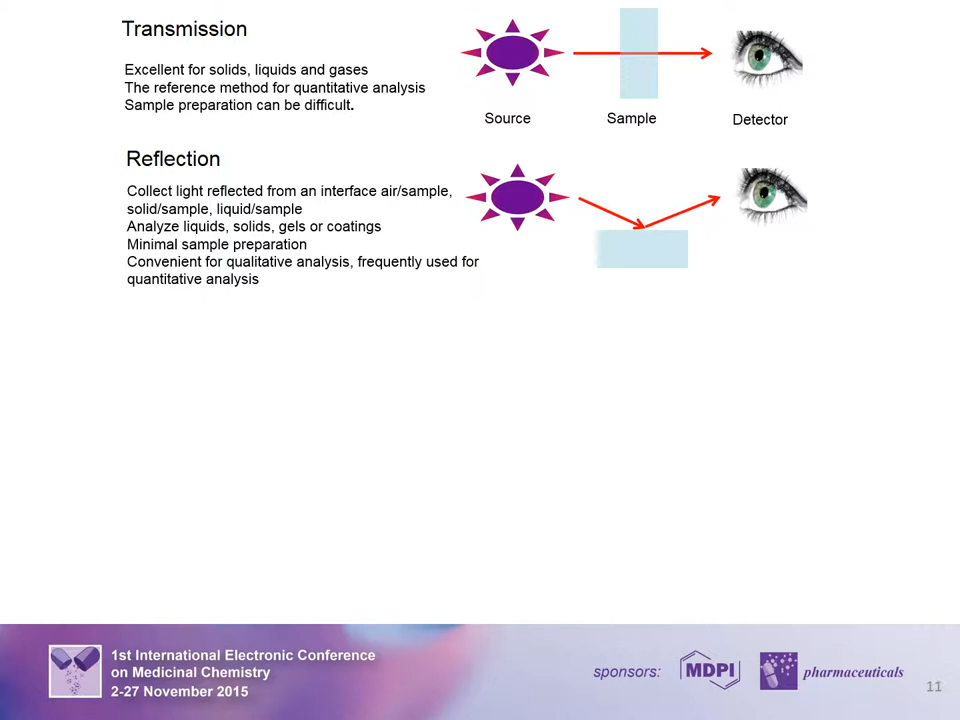 Transmission
Excellent for solids, liquids and gases
The reference method for quantitative analysis
Sample preparation can be difficult.
Source
Sample
Detector
Reflection
Collect light reflected from an interface air/sample,
solid/sample, liquid/sample
Analyze liquids, solids, gels or coatings
Minimal sample preparation
Convenient for qualitative analysis, frequently used for
quantitative analysis
1st International Electronic Conference
on Medicinal Chemistry
2-27 November 2015
sponsors:
MDPI
pharmaceuticals
11